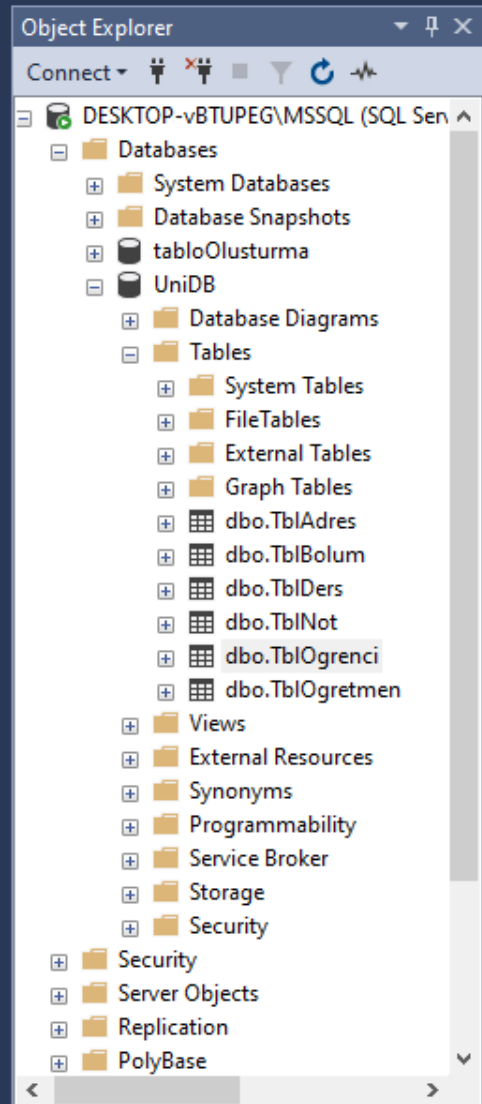 Object Explorer
Connect
DESKTOP-vBTUPEG\MSSQL (SQL Ser
Databases
System Databases
Database Snapshots
tabloOlusturma
UniDB
Database Diagrams
Tables
System Tables
FileTables
External Tables
Graph Tables
dbo.TblAdres
dbo.TblBolum
dbo.TblDers
dbo.TblNot
dbo.TblOgrenci
dbo.TblOgretmen
Views
External Resources
Synonyms
Programmability
Service Broker
Storage
Security
Security
Server Objects
Replication
PolyBase